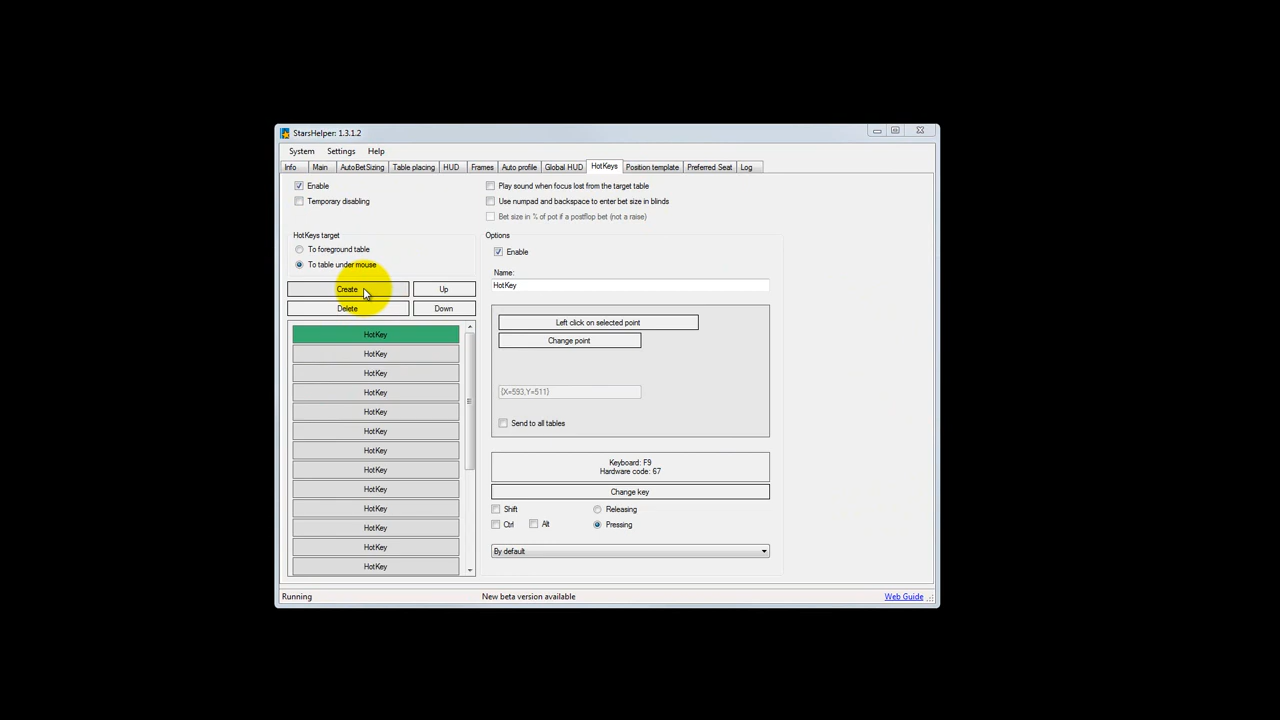 StarsHelper: 1.3.1.2
System Settings Help
Info Main AutoBetSizing Table placing HUD Frames Auto profile Global HUD HotKeys Position template Preferred Seat Log
Enable
Temporary disabling
Play sound when focus lost from the target table
Use numpad and backspace to enter bet size in blinds
Bet size in % of pot if a postflop bet (not a raise)
HotKeys target
To foreground table
To table under mouse
Create Up
Delete Down
HotKey
HotKey
HotKey
HotKey
HotKey
HotKey
HotKey
HotKey
HotKey
HotKey
HotKey
HotKey
HotKey
Options
Enable
Name:
HotKey
Left click on selected point
Change point
{X=593,Y=511}
Send to all tables
Keyboard: F9
Hardware code: 67
Change key
Shift Releasing
Ctrl Alt Pressing
By default
Running New beta version available Web Guide